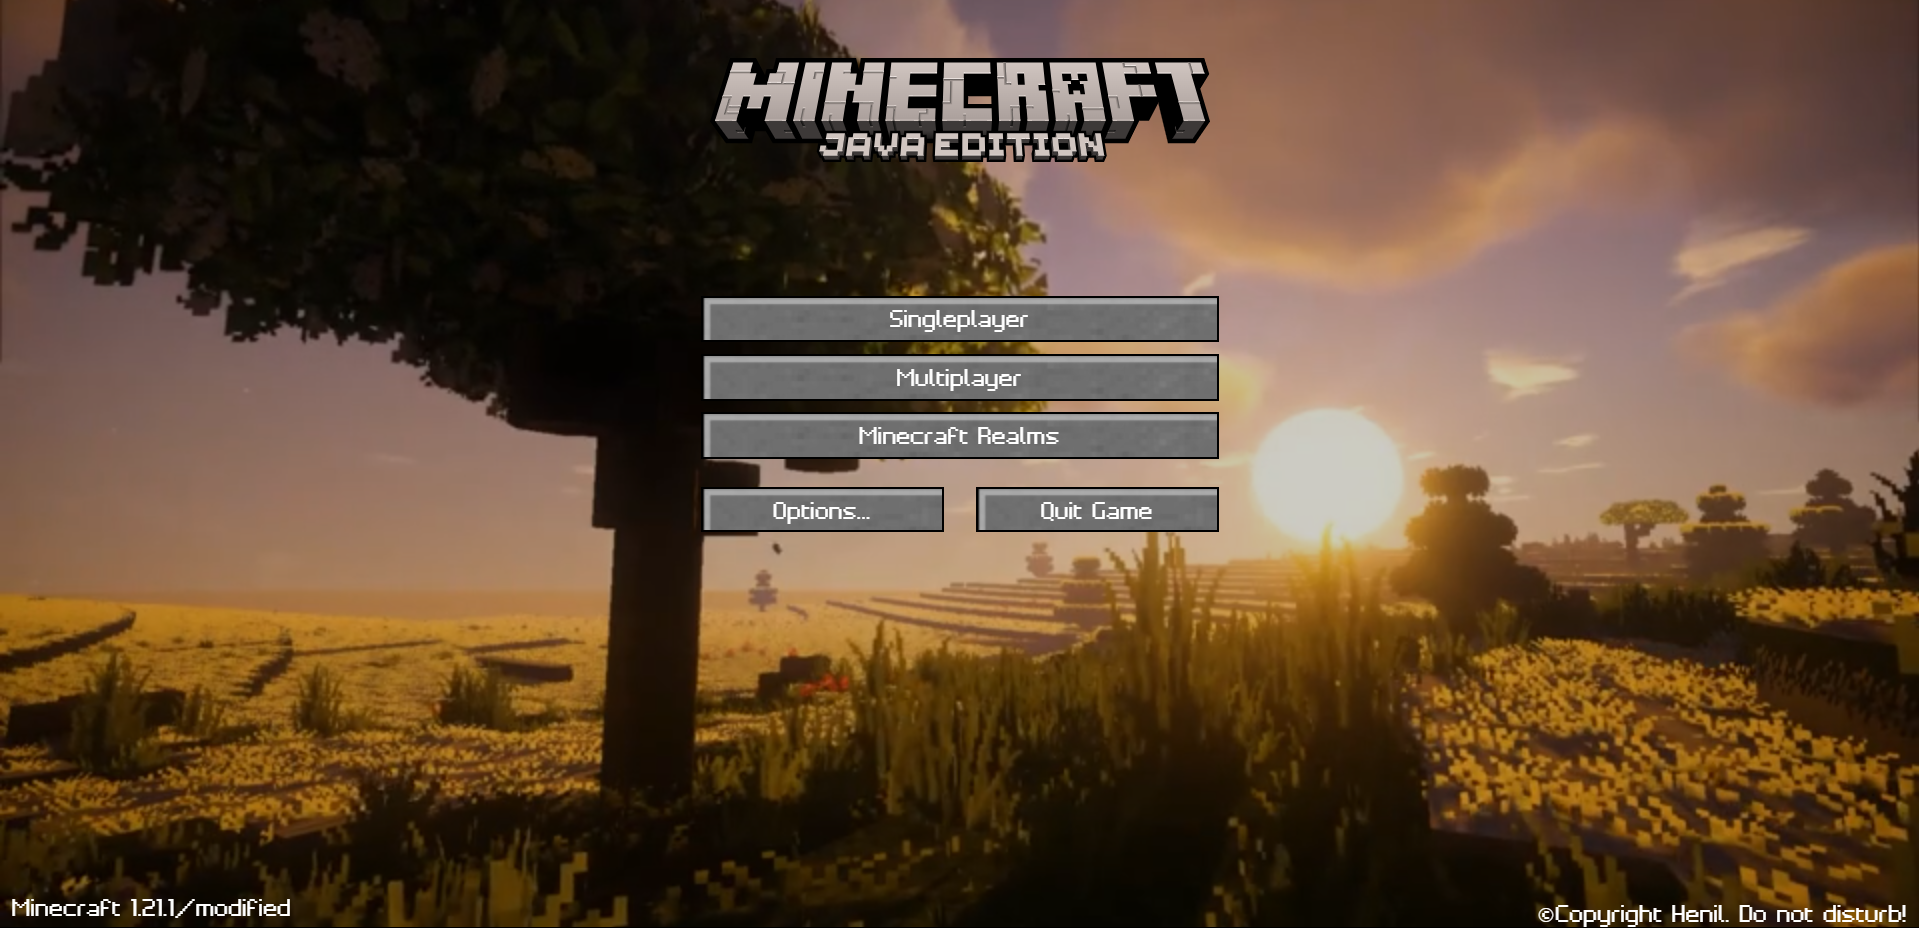 MINECRAFT
JAVA EDITION
Singleplayer
Multiplayer
Minecraft Realms
Options...
Quit Game
Minecraft 1.21.1/modified
©Copyright Henil. Do not disturb!